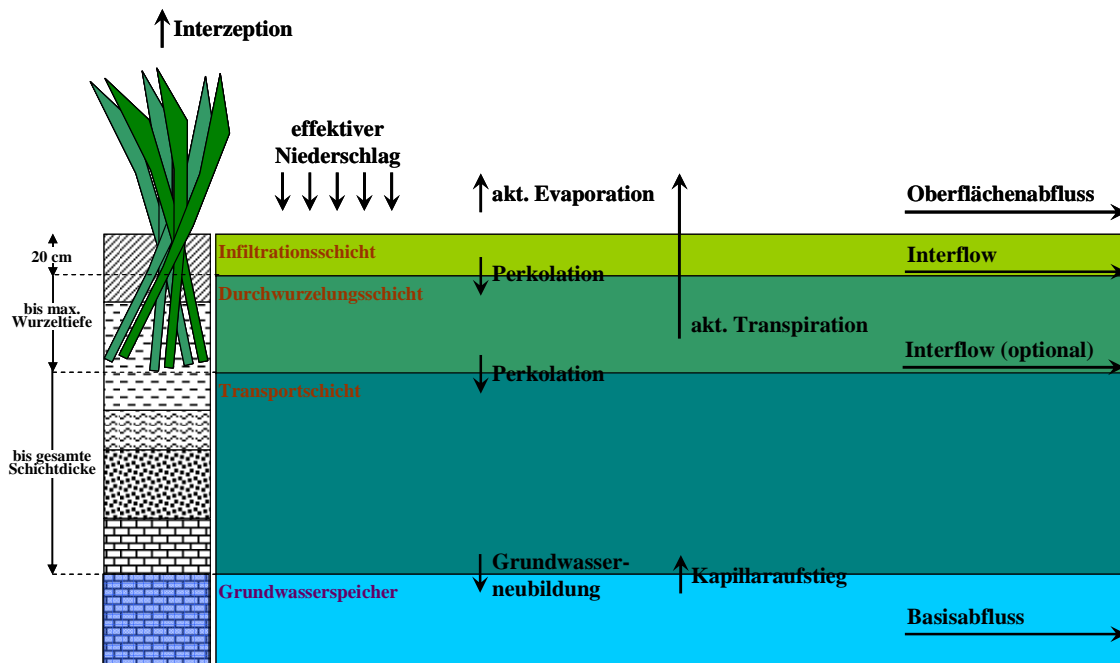 Interzeption
effektiver
Niederschlag
akt. Evaporation
Oberflächenabfluss
20 cm
Infiltrationsschicht
Interflow
Perkolation
Durchwurzelungsschicht
bis max.
Wurzeltiefe
akt. Transpiration
Interflow (optional)
Perkolation
Transportschicht
bis gesamte
Schichtdicke
Grundwasser-
neubildung
Kapillaraufstieg
Grundwasserspeicher
Basisabfluss